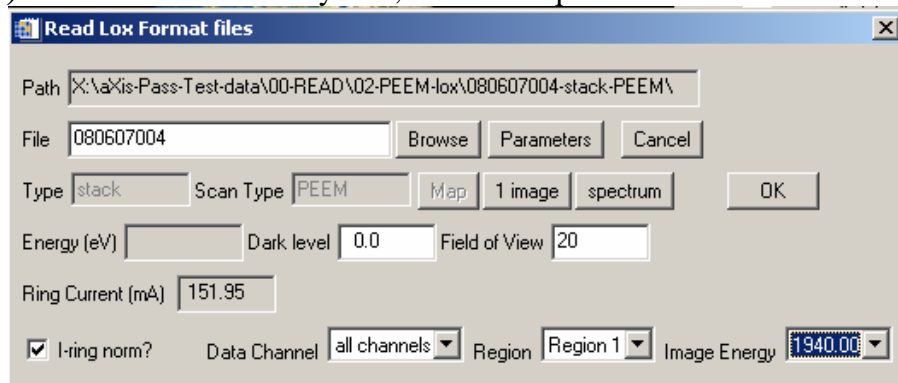 Read Lox Format files
Path X:\aXis-Pass-Test-data\00-READ\02-PEEM-lox\080607004-stack-PEEM\
File 080607004 Browse Parameters Cancel
Type stack Scan Type PEEM Map 1 image spectrum OK
Energy (eV) Dark level 0.0 Field of View 20
Ring Current (mA) 151.95
I-ring norm? Data Channel all channels Region Region 1 Image Energy 1940.00